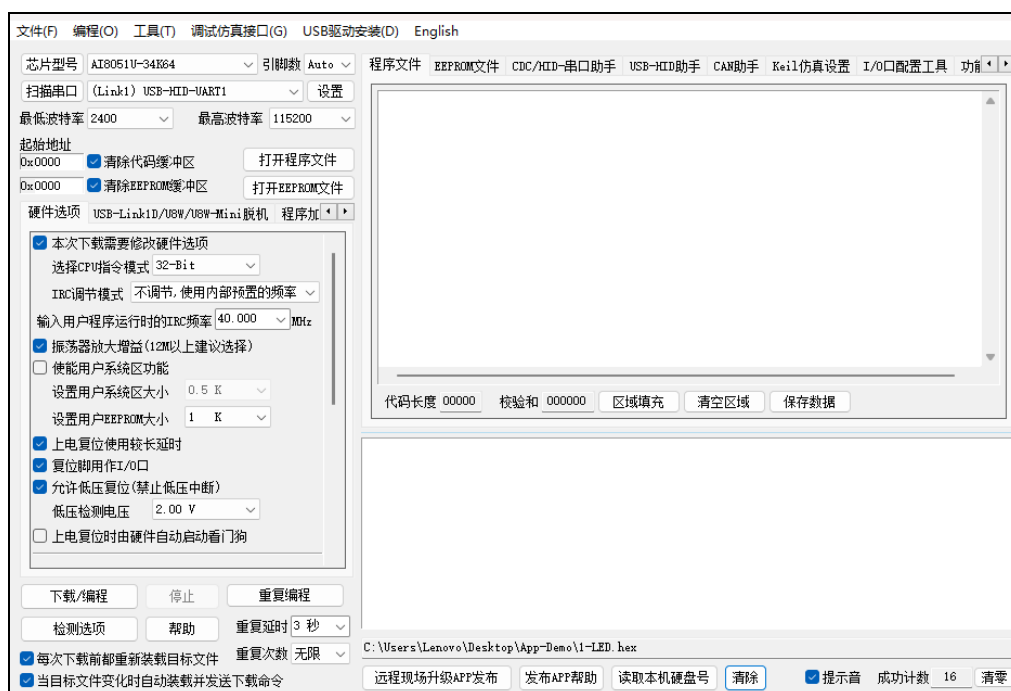 文件(F) 编程(O) 工具(T) 调试仿真接口(G) USB驱动安装(D) English
芯片型号 AI8051U-34K64 引脚数 Auto
扫描串口 (Link1) USB-HID-UART1 设置
最低波特率 2400 最高波特率 115200
起始地址
0x0000 清除代码缓冲区 打开程序文件
0x0000 清除EEPROM缓冲区 打开EEPROM文件
硬件选项 USB-Link1D/U8W/U8W-Mini脱机 程序加
本次下载需要修改硬件选项
选择CPU指令模式 32-Bit
IRC调节模式 不调节,使用内部预置的频率
输入用户程序运行时的IRC频率 40.000 MHz
振荡器放大增益(12M以上建议选择)
使能用户系统区功能
设置用户系统区大小 0.5 K
设置用户EEPROM大小 1 K
上电复位使用较长延时
复位脚用作I/O口
允许低压复位(禁止低压中断)
低压检测电压 2.00 V
上电复位时由硬件自动启动看门狗
下载/编程 停止 重复编程
检测选项 帮助 重复延时 3 秒
每次下载前都重新装载目标文件 重复次数 无限
当目标文件变化时自动装载并发送下载命令
程序文件 EEPROM文件 CDC/HID-串口助手 USB-HID助手 CAN助手 Keil仿真设置 I/O口配置工具 功能
代码长度 00000 校验和 000000 区域填充 清空区域 保存数据
C:\Users\Lenovo\Desktop\App-Demo\1-LED.hex
远程现场升级APP发布 发布APP帮助 读取本机硬盘号 清除 提示音 成功计数 16 清零